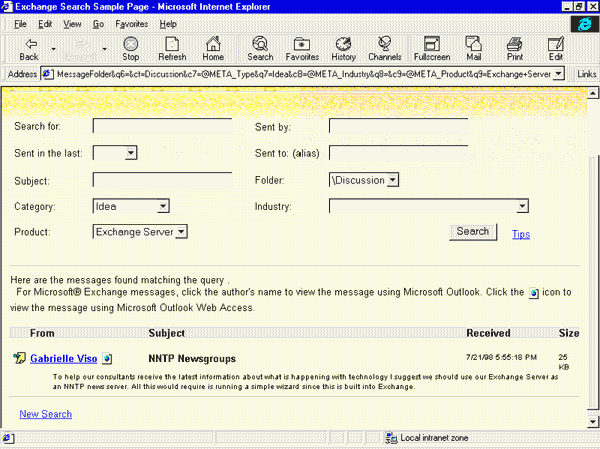 Exchange Search Sample Page - Microsoft Internet Explorer
File Edit View Go Favorites Help
Back Stop Refresh Home Search Favorites History Channels Fullscreen Mail Print Edit
Address MessageFolder&q6=&ct=Discussion&c7=@META_Type&q7=Idea&c8=@META_Industry&q8=&c9=@META_Product&q9=Exchange+Server Links
Search for: Sent by:
Sent in the last: Sent to: (alias)
Subject: Folder: \Discussion
Category: Idea Industry:
Product: Exchange Server Search Tips
Here are the messages found matching the query .
For Microsoft® Exchange messages, click the author's name to view the message using Microsoft Outlook. Click the icon to
view the message using Microsoft Outlook Web Access.
From Subject Received Size
Gabrielle Viso NNTP Newsgroups 7/21/98 5:55:18 PM 25
KB
To help our consultants receive the latest information about what is happening with technology I suggest we should use our Exchange Server as
an NNTP news server. All this would require is running a simple wizard since this is built into Exchange.
New Search
Local intranet zone